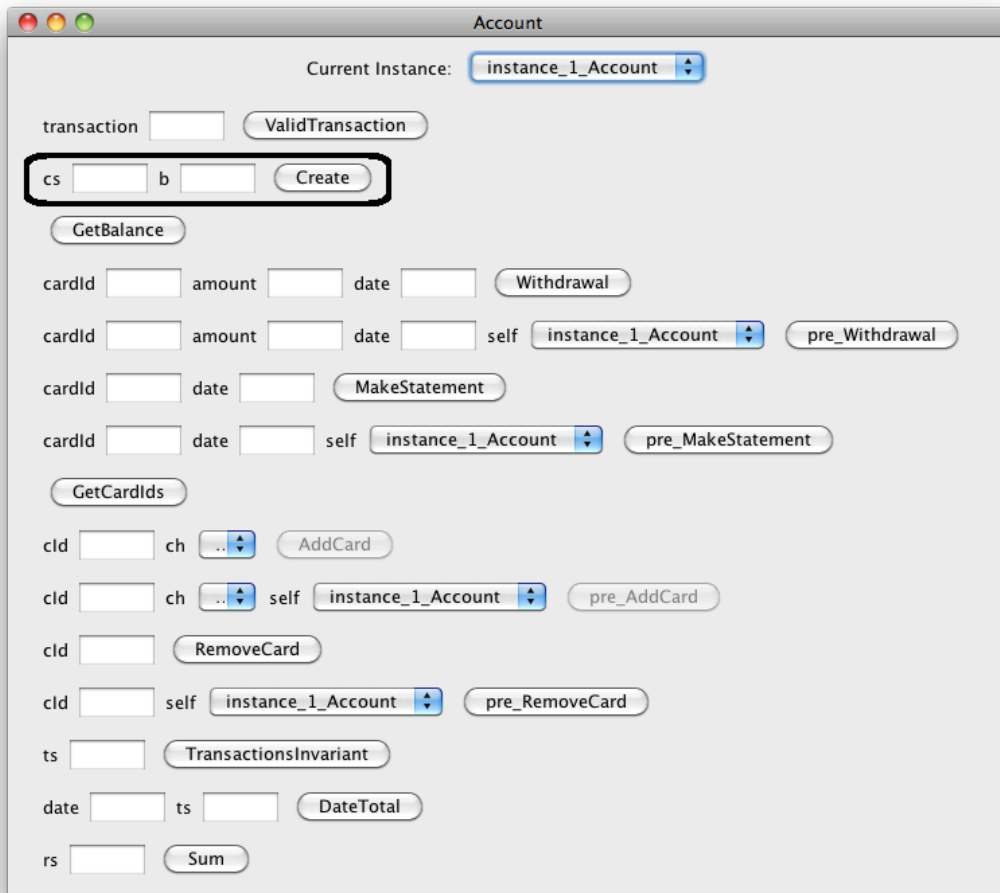 Account
Current Instance: instance_1_Account
transaction ValidTransaction
cs b Create
GetBalance
cardId amount date Withdrawal
cardId amount date self instance_1_Account pre_Withdrawal
cardId date MakeStatement
cardId date self instance_1_Account pre_MakeStatement
GetCardIds
cId ch .. AddCard
cId ch .. self instance_1_Account pre_AddCard
cId RemoveCard
cId self instance_1_Account pre_RemoveCard
ts TransactionsInvariant
date ts DateTotal
rs Sum